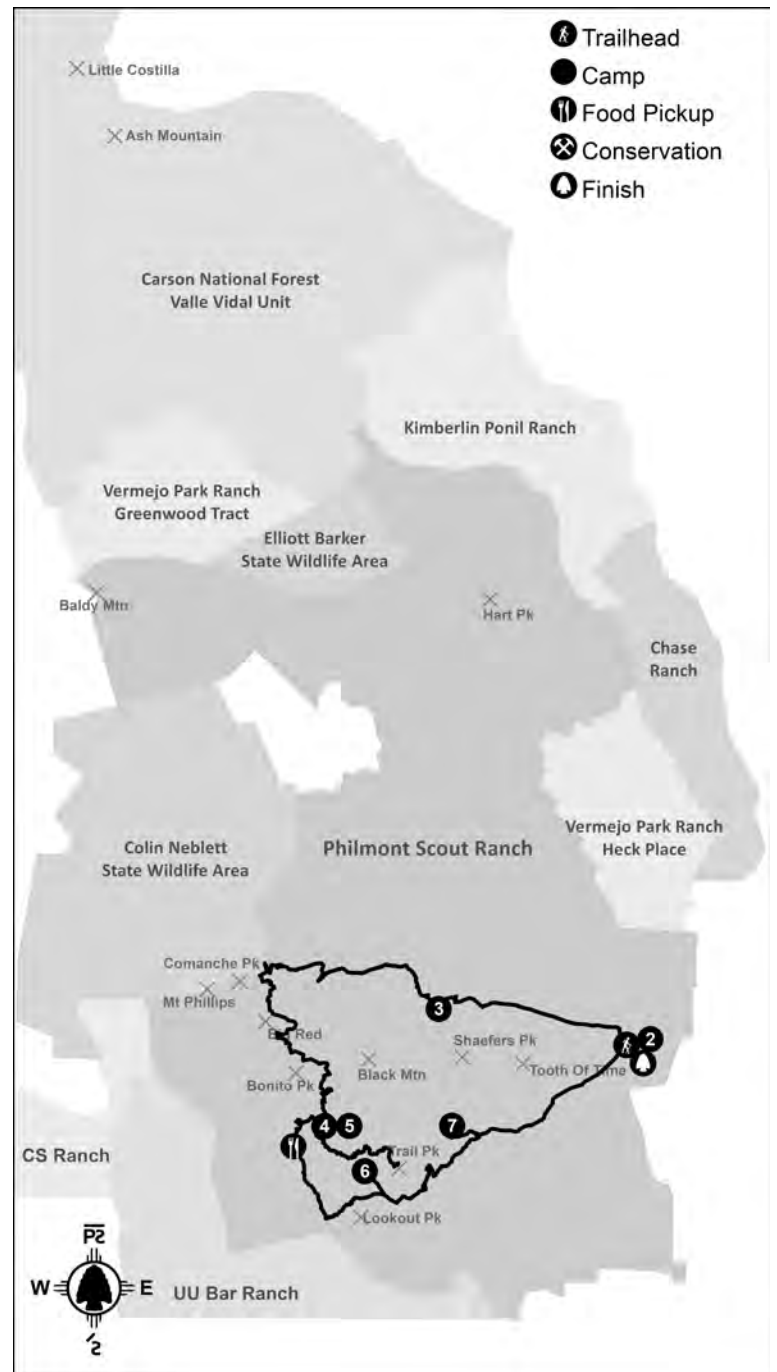 Trailhead
Camp
Food Pickup
Conservation
Finish
Little Costilla
Ash Mountain
Carson National Forest
Valle Vidal Unit
Kimberlin Ponil Ranch
Vermejo Park Ranch
Greenwood Tract
Elliott Barker
State Wildlife Area
Baldy Mtn
Hart Pk
Chase
Ranch
Colin Neblett
State Wildlife Area
Philmont Scout Ranch
Vermejo Park Ranch
Heck Place
Comanche Pk
Mt Phillips
3
Big Red
Shaefers Pk
2
Bonito Pk
Black Mtn
Tooth Of Time
4
5
7
CS Ranch
Trail Pk
6
Lookout Pk
W
E
UU Bar Ranch